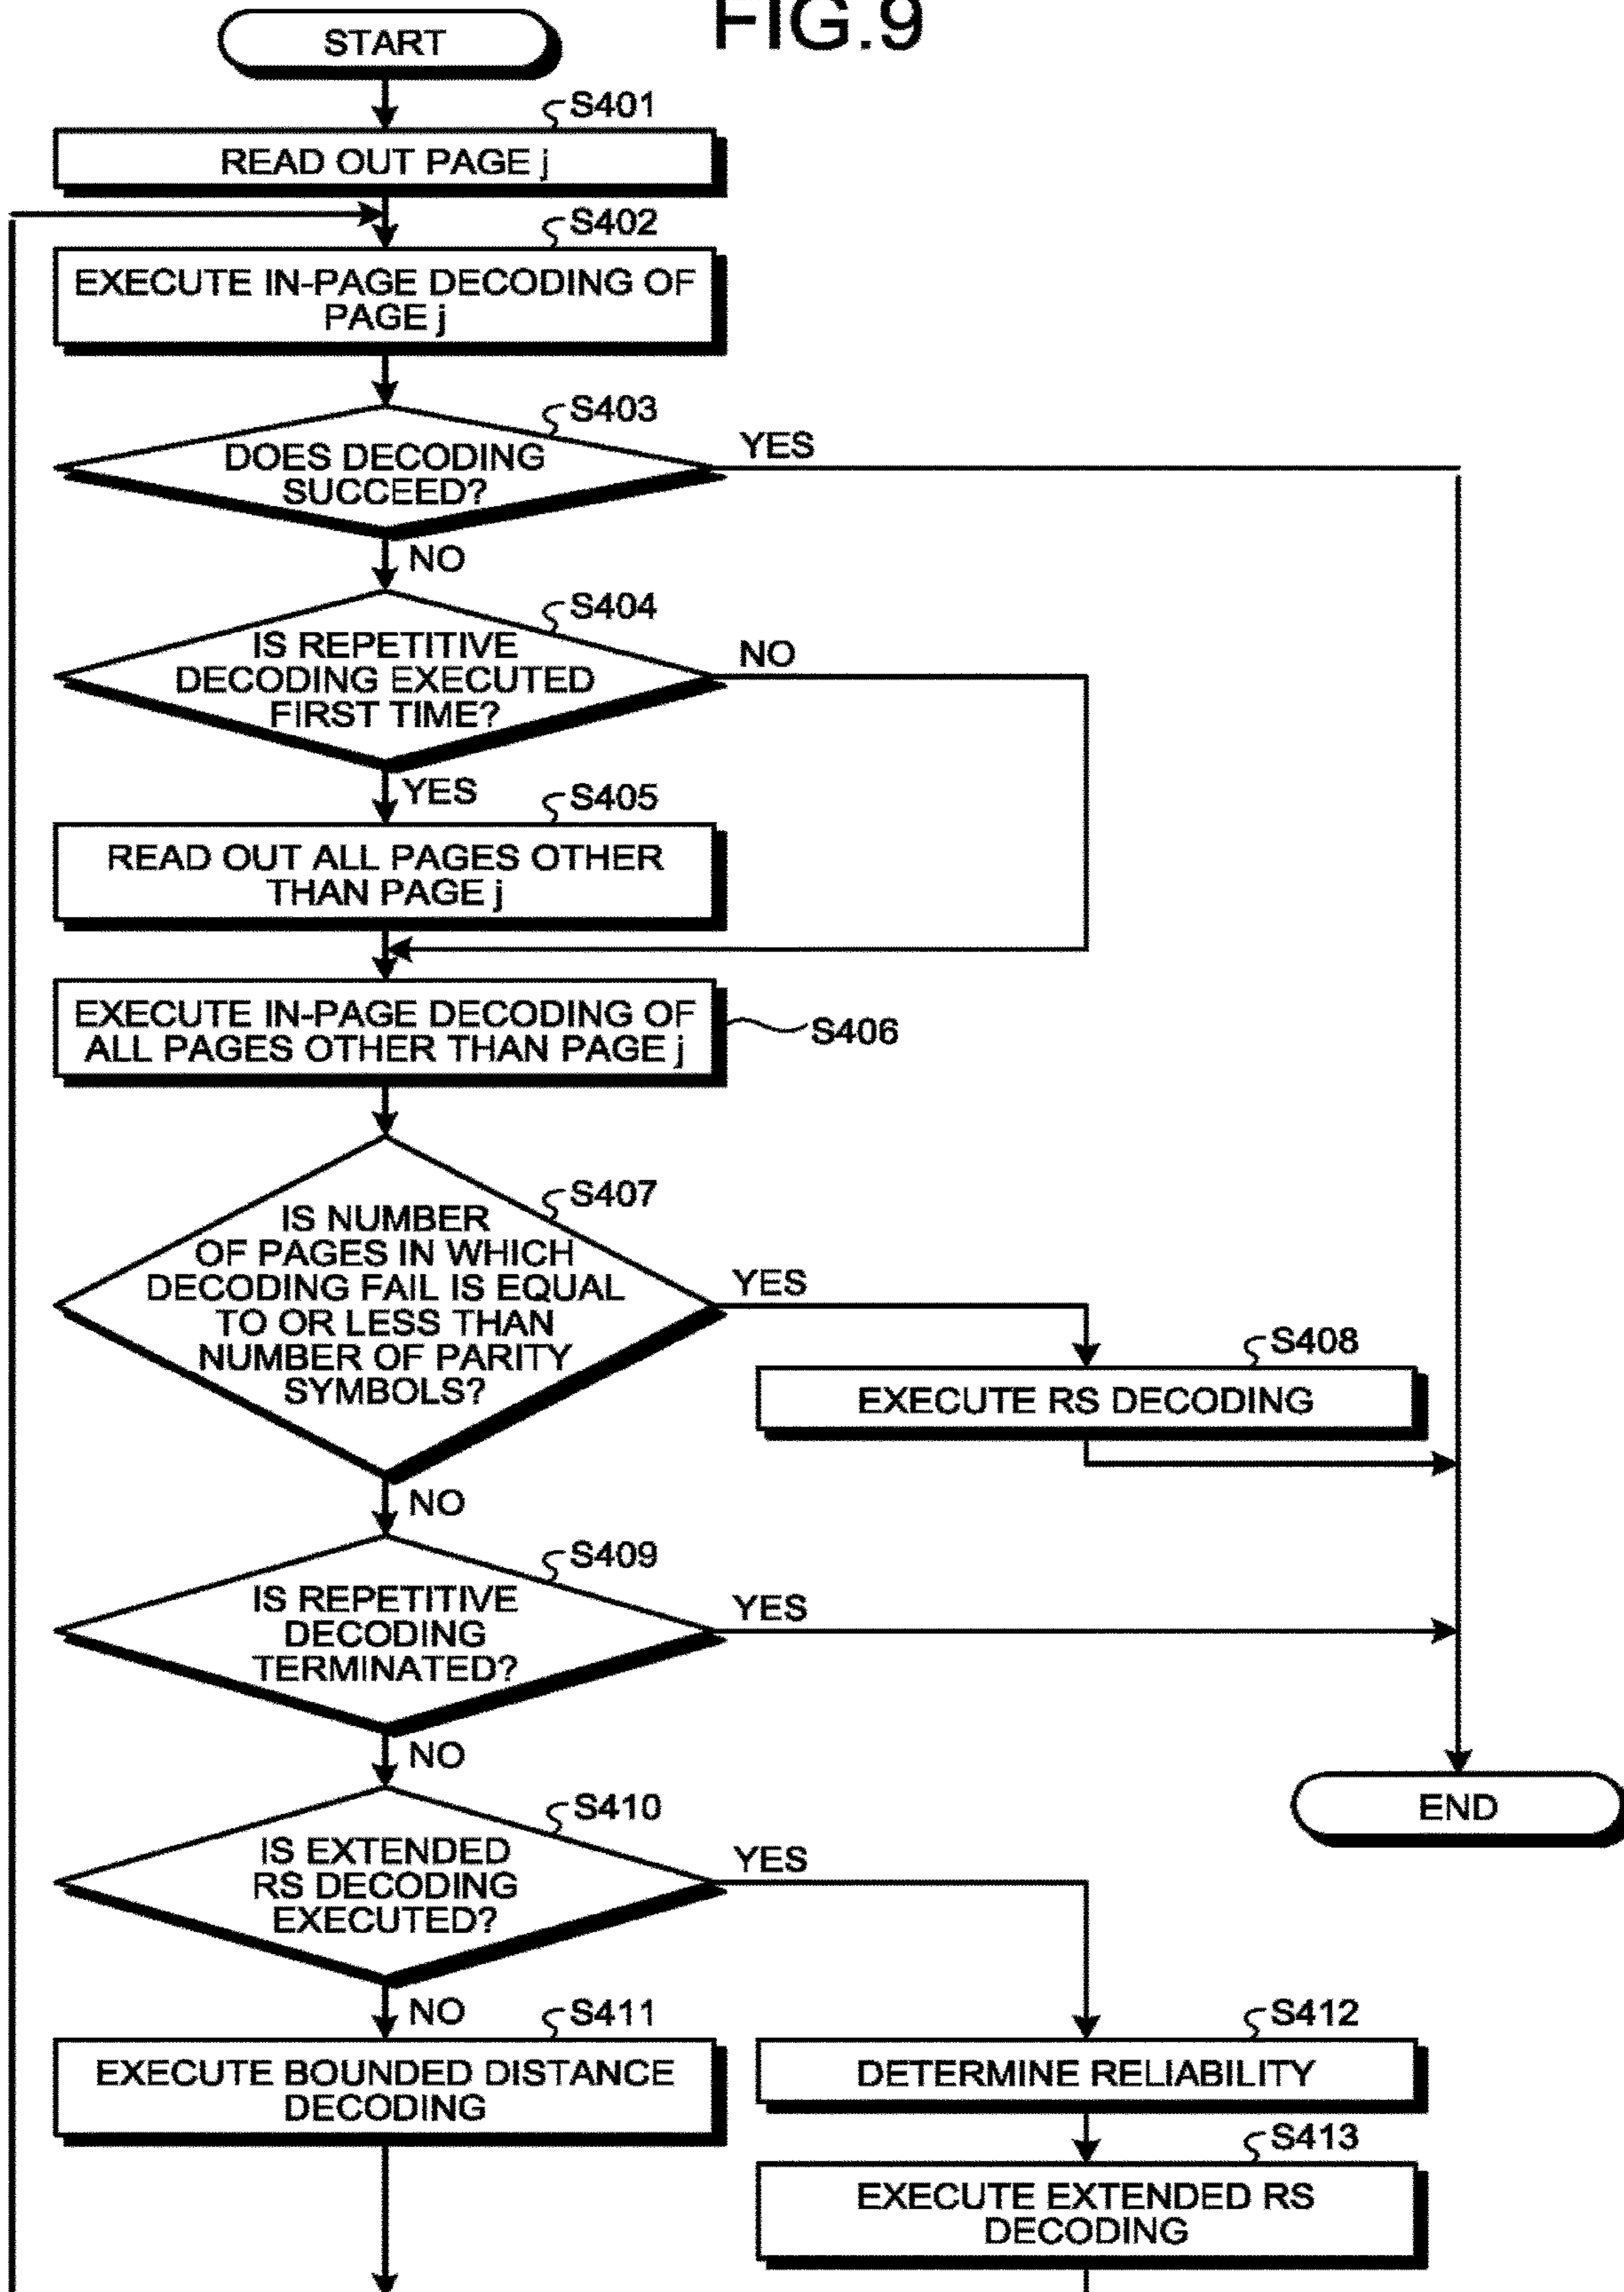 FIG.9
START
S401
READ OUT PAGE j
S402
EXECUTE IN-PAGE DECODING OF
PAGE j
S403
DOES DECODING
SUCCEED?
YES
NO
S404
IS REPETITIVE
DECODING EXECUTED
FIRST TIME?
NO
YES
S405
READ OUT ALL PAGES OTHER
THAN PAGE j
EXECUTE IN-PAGE DECODING OF
ALL PAGES OTHER THAN PAGE j
S406
S407
IS NUMBER
OF PAGES IN WHICH
DECODING FAIL IS EQUAL
TO OR LESS THAN
NUMBER OF PARITY
SYMBOLS?
YES
S408
EXECUTE RS DECODING
NO
S409
IS REPETITIVE
DECODING
TERMINATED?
YES
NO
END
S410
IS EXTENDED
RS DECODING
EXECUTED?
YES
NO
S411
EXECUTE BOUNDED DISTANCE
DECODING
S412
DETERMINE RELIABILITY
S413
EXECUTE EXTENDED RS
DECODING